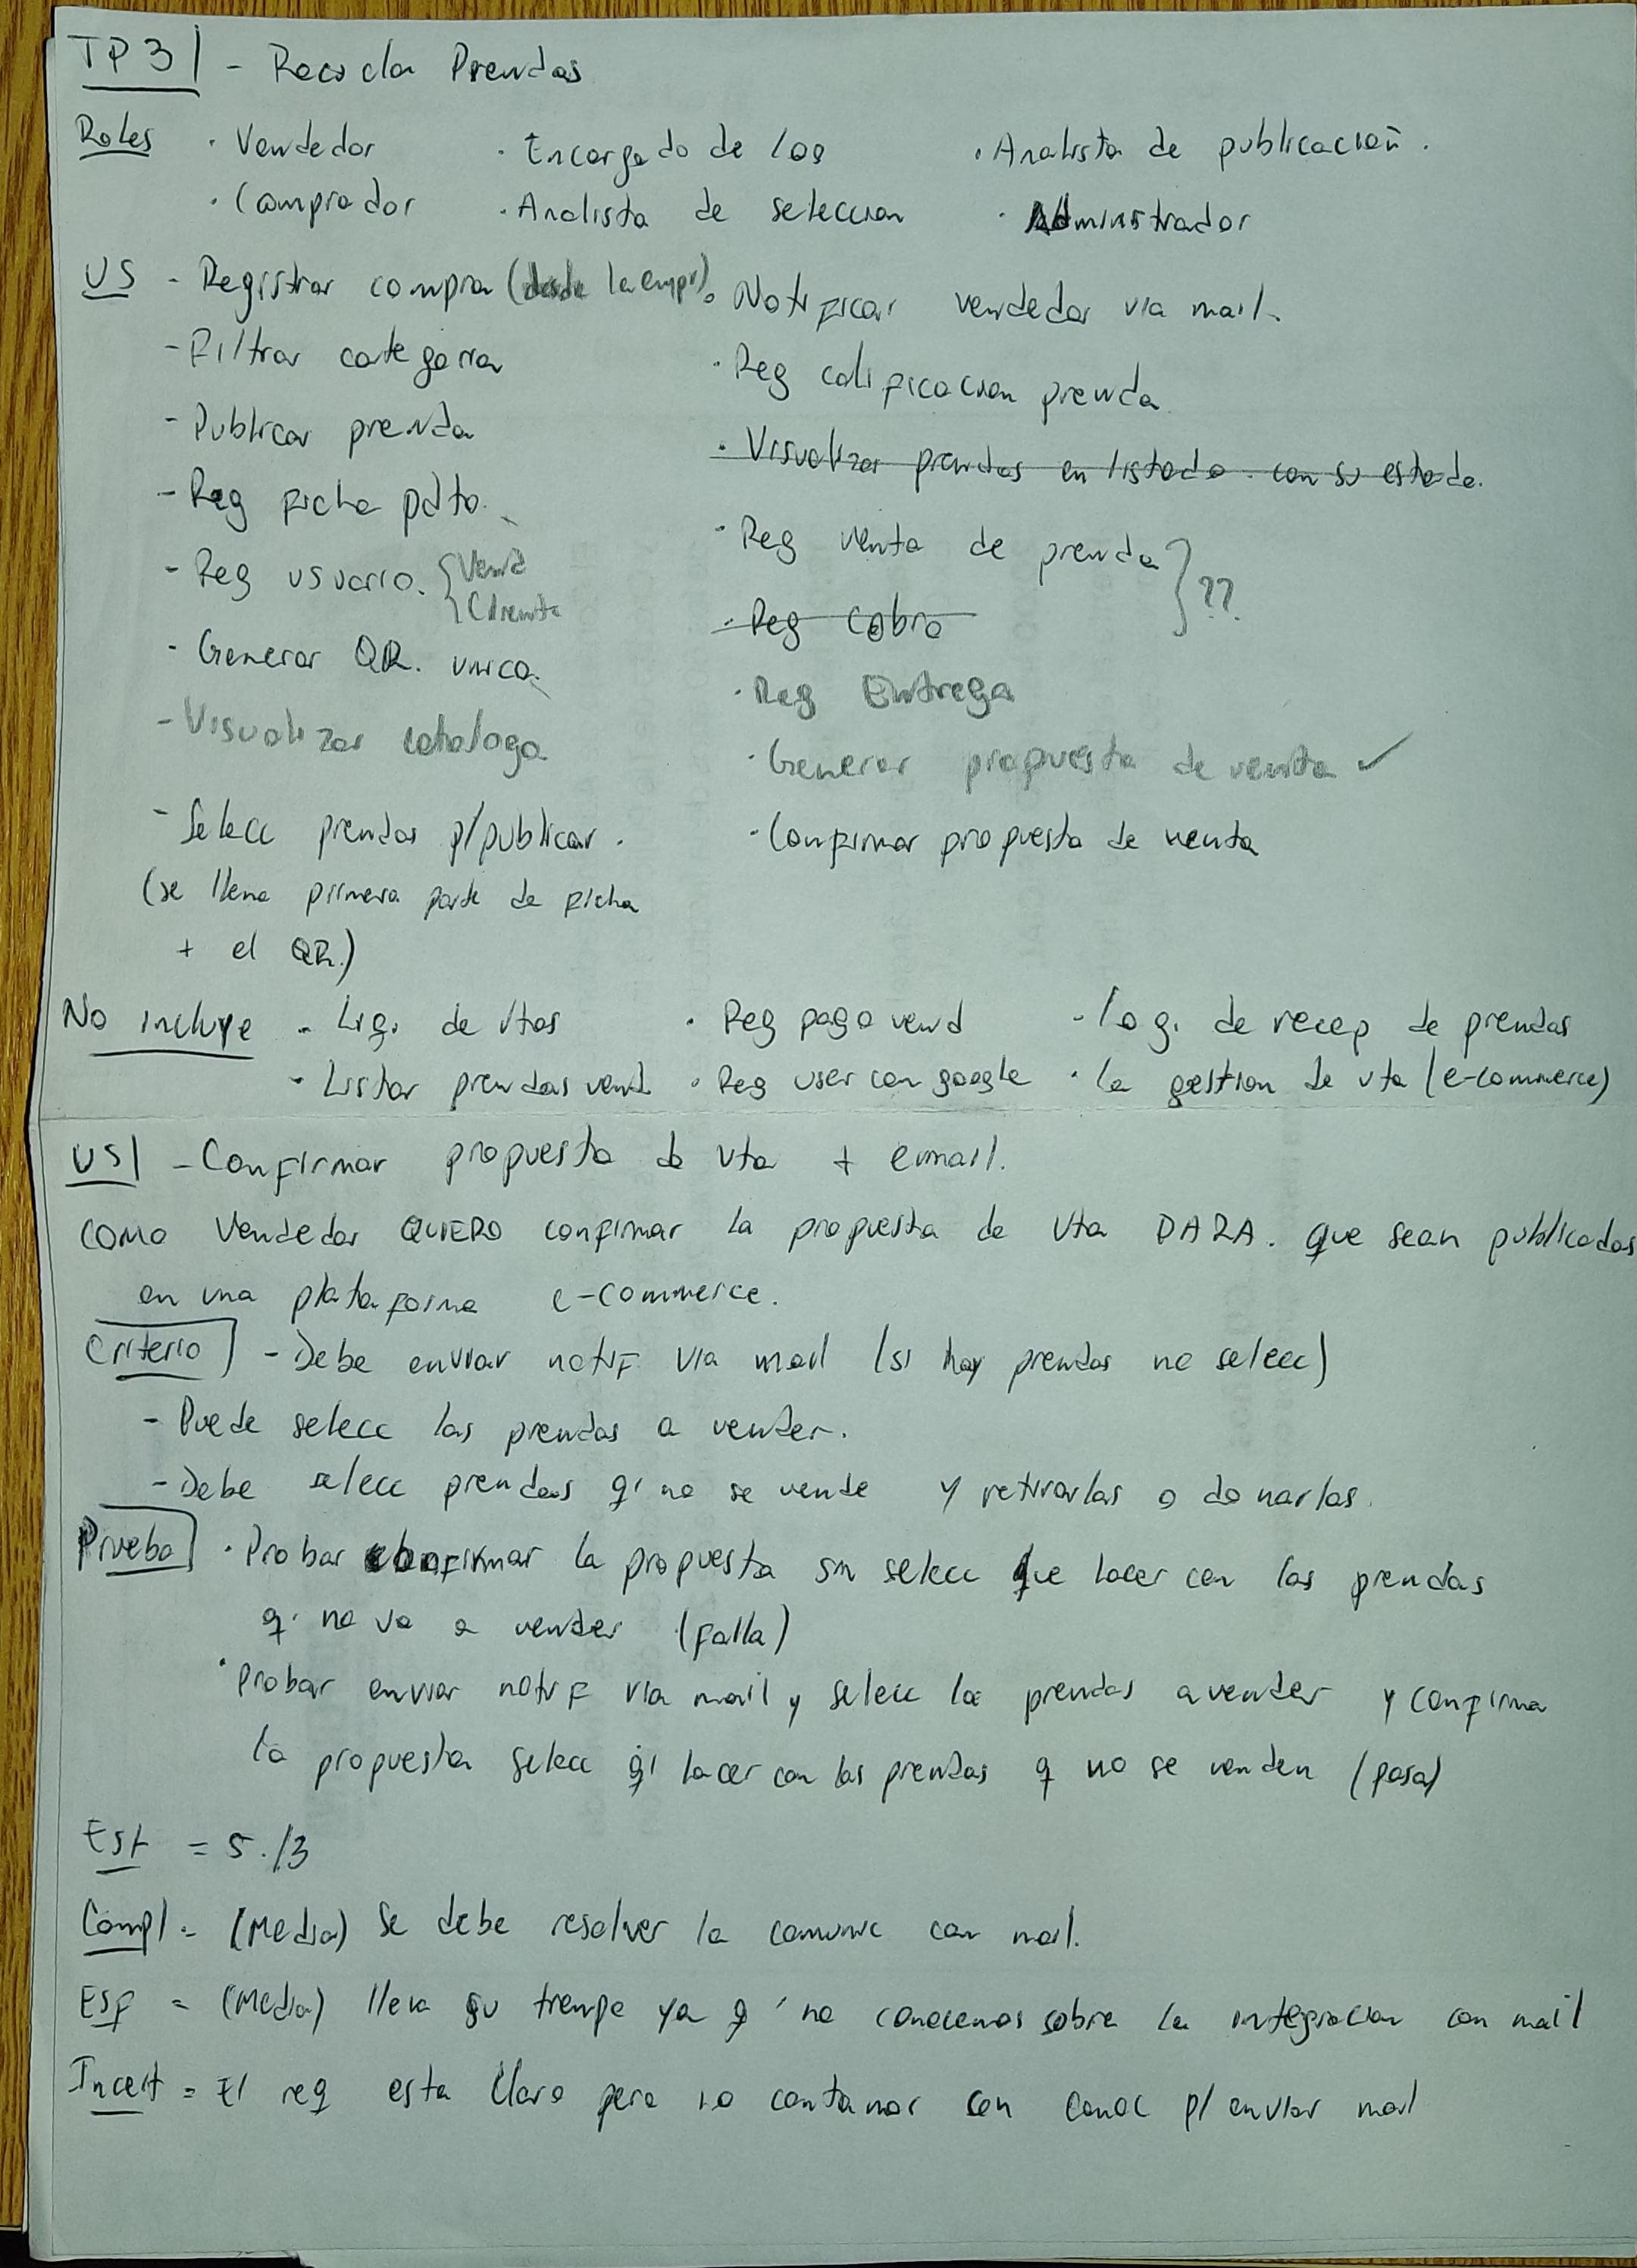 TP3 - Recicla Prendas
Roles · Vendedor · Encargado de log · Analista de publicación.
· Comprador · Analista de seleccion · Administrador
US - Registrar compra (desde la empr) · Notificar vendedor via mail.
- Filtrar categoria · Reg calificacion prenda
- Publicar prenda · Visualizar prendas en listado con su estado.
- Reg ficha pdto. · Reg venta de prenda } ??
- Reg usuario. { Vend
Cliente · Reg cobro
- Generar QR. unico. · Reg Entrega
- Visualizar catalogo · Generar propuesta de venta ✓
- Selecc prendas p/publicar. · Confirmar propuesta de venta
(se llena primera parte de ficha
+ el QR.)
No incluye - Liq. de vtas · Reg pago vend - log. de recep de prendas
- Listar prendas vend · Reg user con google · la gestion de vta (e-commerce)
US - Confirmar propuesta de vta + email.
COMO Vendedor QUIERO confirmar la propuesta de vta PARA. que sean publicadas
en una plataforma e-commerce.
Criterio - Debe enviar notif via mail (si hay prendas no selecc)
- Puede selecc las prendas a vender.
- Debe selecc prendas q' no se vende y retirarlas o donarlas.
Prueba · Probar confirmar la propuesta sin selecc que hacer con las prendas
q' no va a vender (falla)
· Probar enviar notif via mail y selecc la prendas a vender y confirma
la propuesta selecc q' hacer con las prendas q no se venden (pasa)
Est = 5./3
Compl = (Media) Se debe resolver la comunic con mail.
Esf = (Media) lleva su tiempo ya q' no conocemos sobre la integracion con mail
Incert = El req esta claro pero no contamos con conoc p/ enviar mail